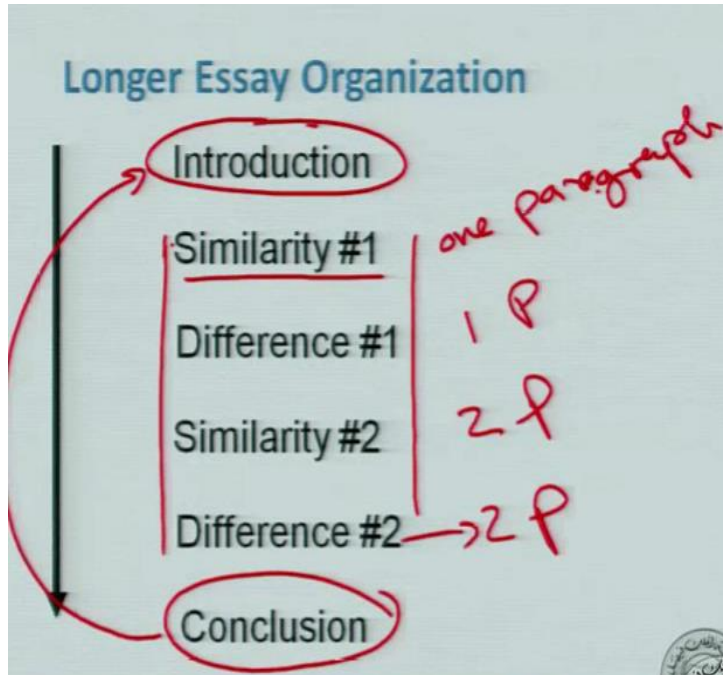 Longer Essay Organization
Introduction
Similarity #1 one paragraph
Difference #1 1 P
Similarity #2 2 P
Difference #2 → 2 P
Conclusion